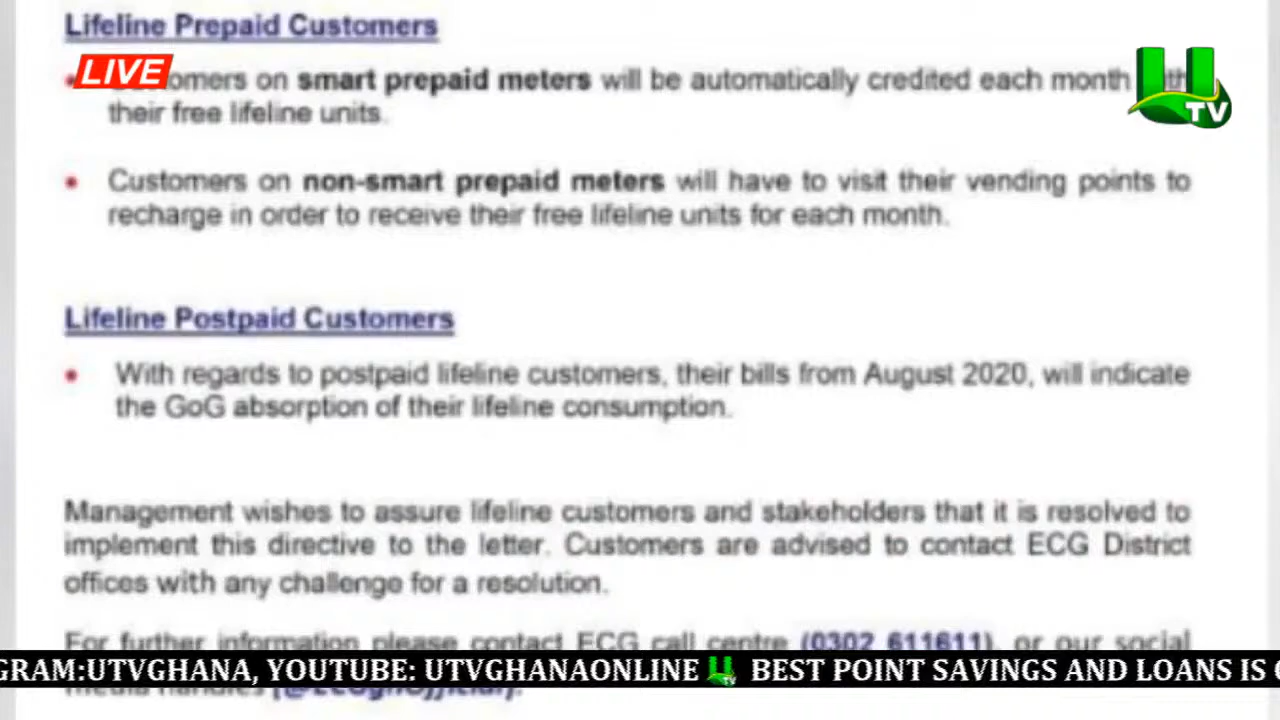 Lifeline Prepaid Customers
LIVE
omers on smart prepaid meters will be automatically credited each month
their free lifeline units.
U TV
Customers on non-smart prepaid meters will have to visit their vending points to
recharge in order to receive their free lifeline units for each month.
Lifeline Postpaid Customers
With regards to postpaid lifeline customers, their bills from August 2020, will indicate
the GoG absorption of their lifeline consumption.
Management wishes to assure lifeline customers and stakeholders that it is resolved to
implement this directive to the letter. Customers are advised to contact ECG District
offices with any challenge for a resolution.
For further information please contact ECG call centre (0302 611611), or our social
GRAM:UTVGHANA, YOUTUBE: UTVGHANAONLINE U TV BEST POINT SAVINGS AND LOANS IS